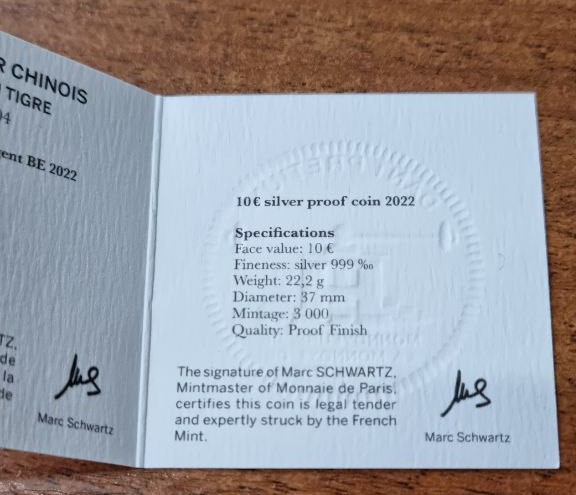 R CHINOIS
TIGRE
ent BE 2022
TZ,
de
la
de
Marc Schwartz
10€ silver proof coin 2022
Specifications
Face value: 10 €
Fineness: silver 999 ‰
Weight: 22,2 g
Diameter: 37 mm
Mintage: 3 000
Quality: Proof Finish
The signature of Marc SCHWARTZ,
Mintmaster of Monnaie de Paris,
certifies this coin is legal tender
and expertly struck by the French
Mint.
Marc Schwartz